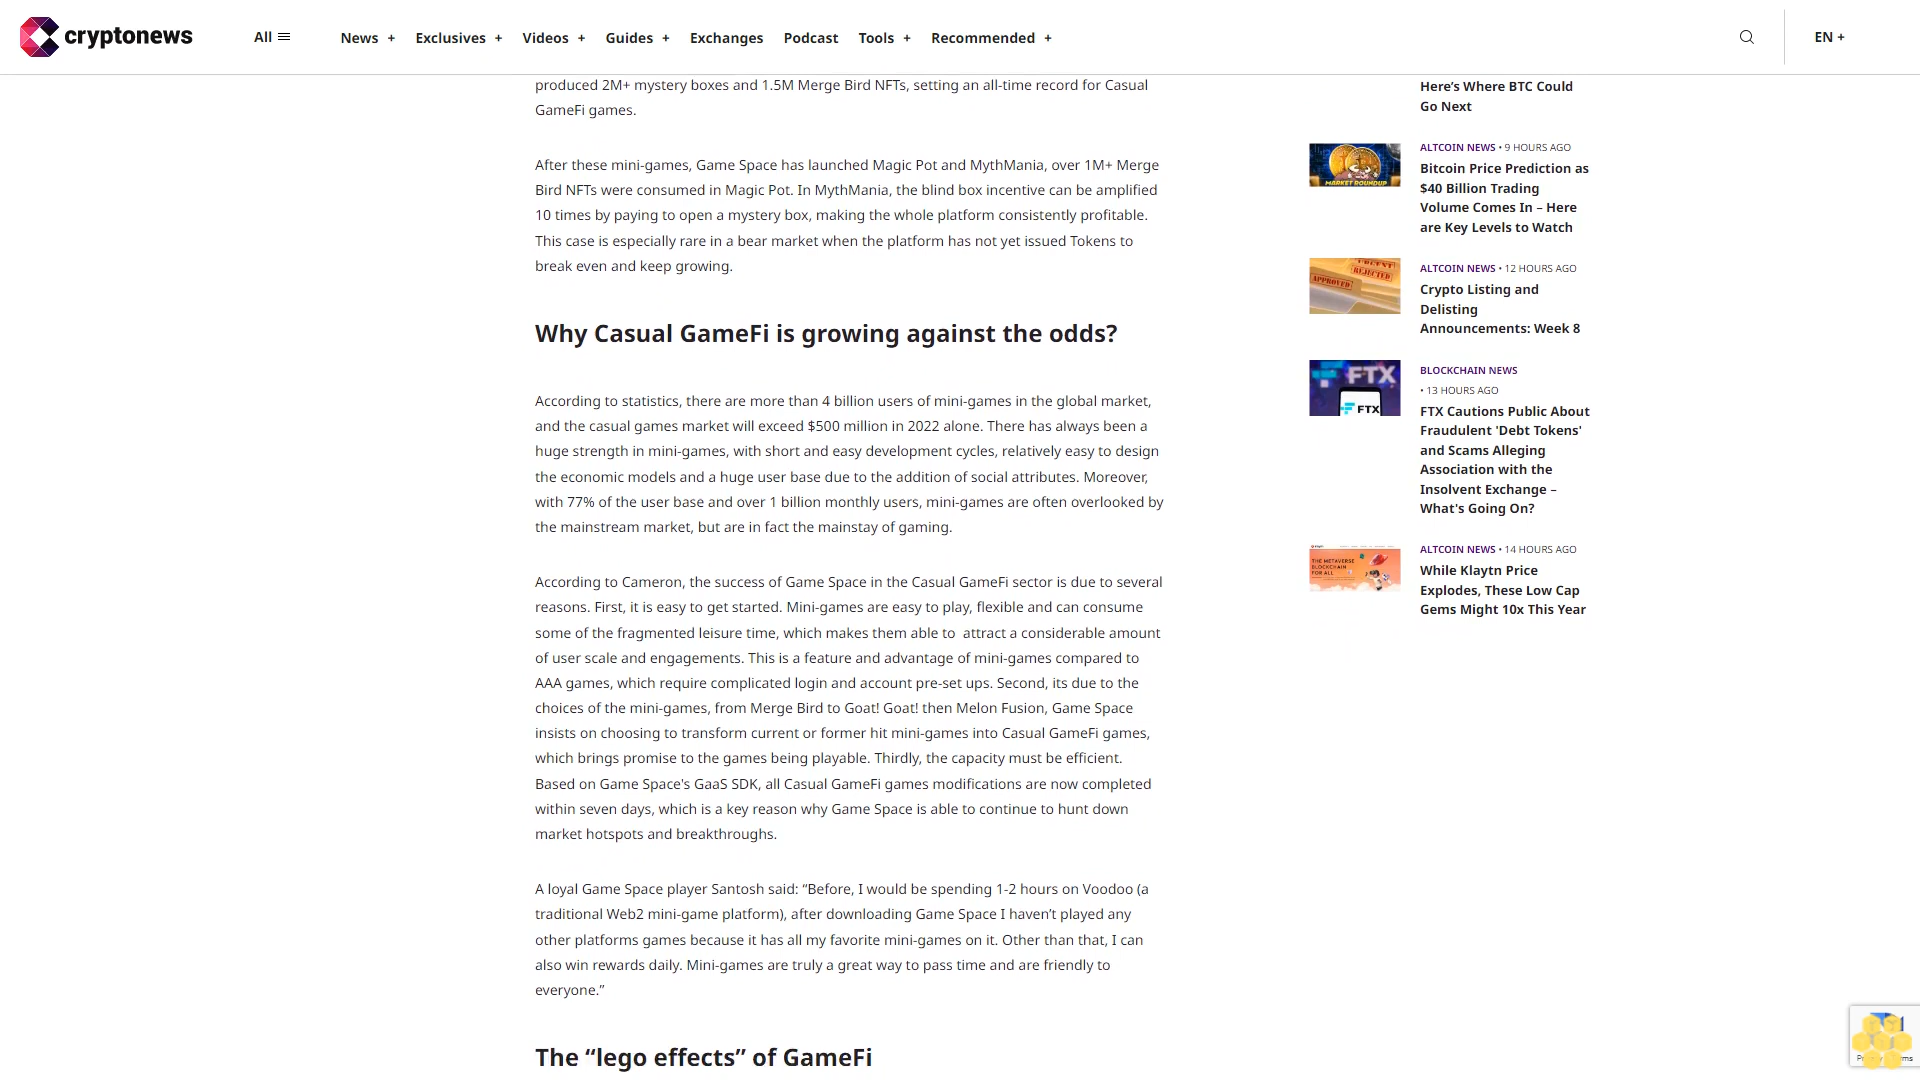 cryptonews
All
News +
Exclusives +
Videos +
Guides +
Exchanges
Podcast
Tools +
Recommended +
EN +
produced 2M+ mystery boxes and 1.5M Merge Bird NFTs, setting an all-time record for Casual
GameFi games.
After these mini-games, Game Space has launched Magic Pot and MythMania, over 1M+ Merge
Bird NFTs were consumed in Magic Pot. In MythMania, the blind box incentive can be amplified
10 times by paying to open a mystery box, making the whole platform consistently profitable.
This case is especially rare in a bear market when the platform has not yet issued Tokens to
break even and keep growing.
Why Casual GameFi is growing against the odds?
According to statistics, there are more than 4 billion users of mini-games in the global market,
and the casual games market will exceed $500 million in 2022 alone. There has always been a
huge strength in mini-games, with short and easy development cycles, relatively easy to design
the economic models and a huge user base due to the addition of social attributes. Moreover,
with 77% of the user base and over 1 billion monthly users, mini-games are often overlooked by
the mainstream market, but are in fact the mainstay of gaming.
According to Cameron, the success of Game Space in the Casual GameFi sector is due to several
reasons. First, it is easy to get started. Mini-games are easy to play, flexible and can consume
some of the fragmented leisure time, which makes them able to  attract a considerable amount
of user scale and engagements. This is a feature and advantage of mini-games compared to
AAA games, which require complicated login and account pre-set ups. Second, its due to the
choices of the mini-games, from Merge Bird to Goat! Goat! then Melon Fusion, Game Space
insists on choosing to transform current or former hit mini-games into Casual GameFi games,
which brings promise to the games being playable. Thirdly, the capacity must be efficient.
Based on Game Space's GaaS SDK, all Casual GameFi games modifications are now completed
within seven days, which is a key reason why Game Space is able to continue to hunt down
market hotspots and breakthroughs.
A loyal Game Space player Santosh said: “Before, I would be spending 1-2 hours on Voodoo (a
traditional Web2 mini-game platform), after downloading Game Space I haven’t played any
other platforms games because it has all my favorite mini-games on it. Other than that, I can
also win rewards daily. Mini-games are truly a great way to pass time and are friendly to
everyone.”
The “lego effects” of GameFi
Here’s Where BTC Could
Go Next
MARKET ROUNDUP
ALTCOIN NEWS • 9 HOURS AGO
Bitcoin Price Prediction as
$40 Billion Trading
Volume Comes In – Here
are Key Levels to Watch
URGENT
REJECTED
APPROVED
ALTCOIN NEWS • 12 HOURS AGO
Crypto Listing and
Delisting
Announcements: Week 8
FTX
FTX
BLOCKCHAIN NEWS
• 13 HOURS AGO
FTX Cautions Public About
Fraudulent 'Debt Tokens'
and Scams Alleging
Association with the
Insolvent Exchange –
What's Going On?
THE METAVERSE
BLOCKCHAIN
FOR ALL
ALTCOIN NEWS • 14 HOURS AGO
While Klaytn Price
Explodes, These Low Cap
Gems Might 10x This Year